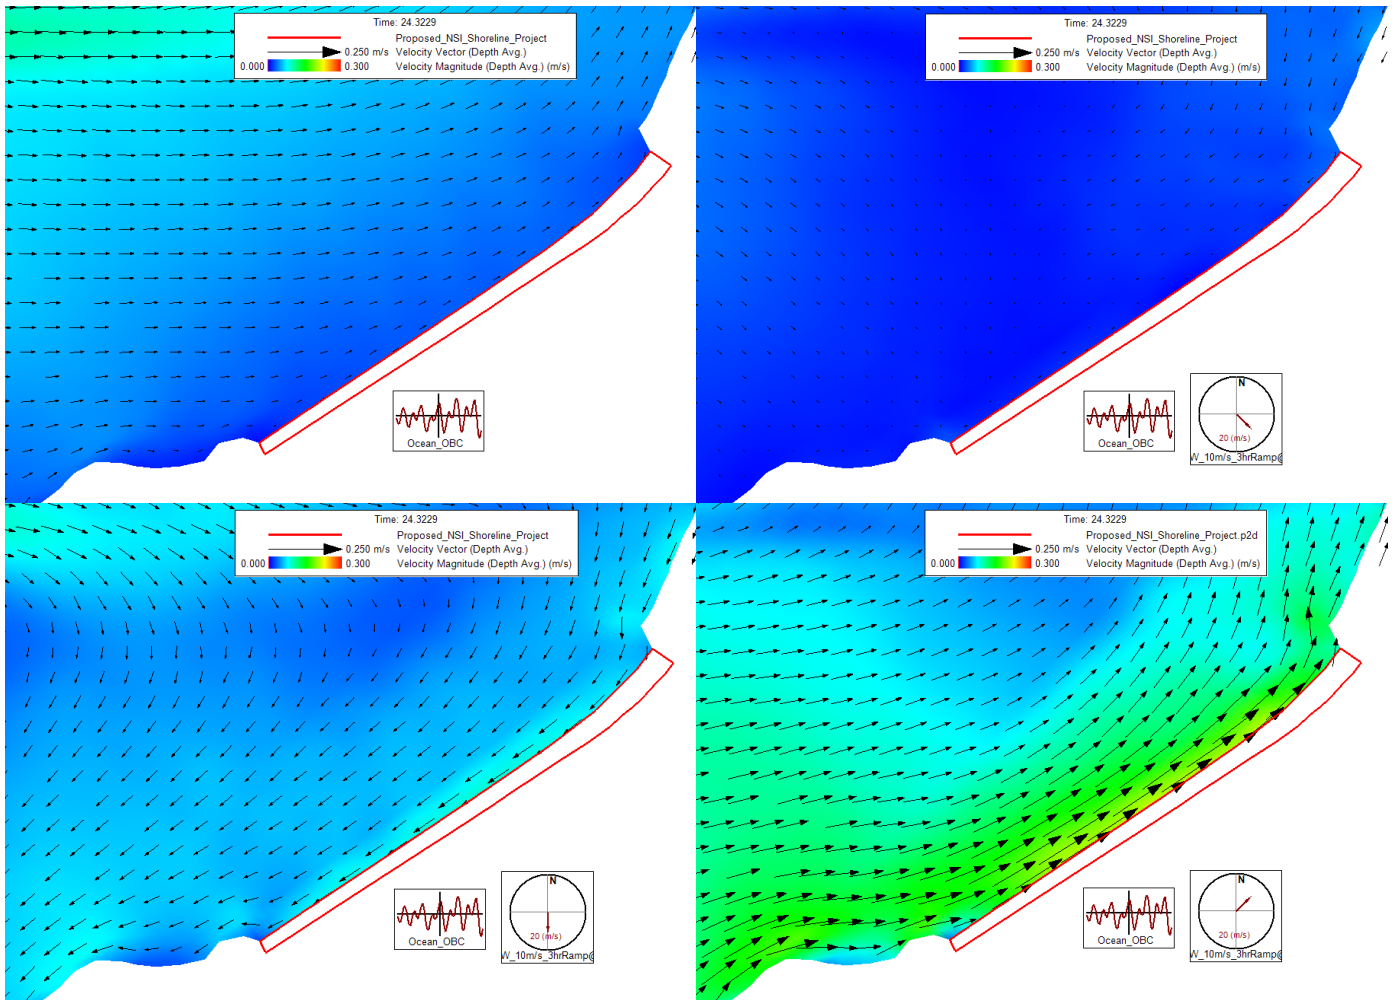 Time: 24.3229
Proposed_NSI_Shoreline_Project
0.250 m/s Velocity Vector (Depth Avg.)
0.000 0.300 Velocity Magnitude (Depth Avg.) (m/s)
Ocean_OBC
Time: 24.3229
Proposed_NSI_Shoreline_Project
0.250 m/s Velocity Vector (Depth Avg.)
0.000 0.300 Velocity Magnitude (Depth Avg.) (m/s)
Ocean_OBC
N
20 (m/s)
W_10m/s_3hrRamp@
Time: 24.3229
Proposed_NSI_Shoreline_Project
0.250 m/s Velocity Vector (Depth Avg.)
0.000 0.300 Velocity Magnitude (Depth Avg.) (m/s)
Ocean_OBC
N
20 (m/s)
W_10m/s_3hrRamp@
Time: 24.3229
Proposed_NSI_Shoreline_Project.p2d
0.250 m/s Velocity Vector (Depth Avg.)
0.000 0.300 Velocity Magnitude (Depth Avg.) (m/s)
Ocean_OBC
N
20 (m/s)
W_10m/s_3hrRamp@